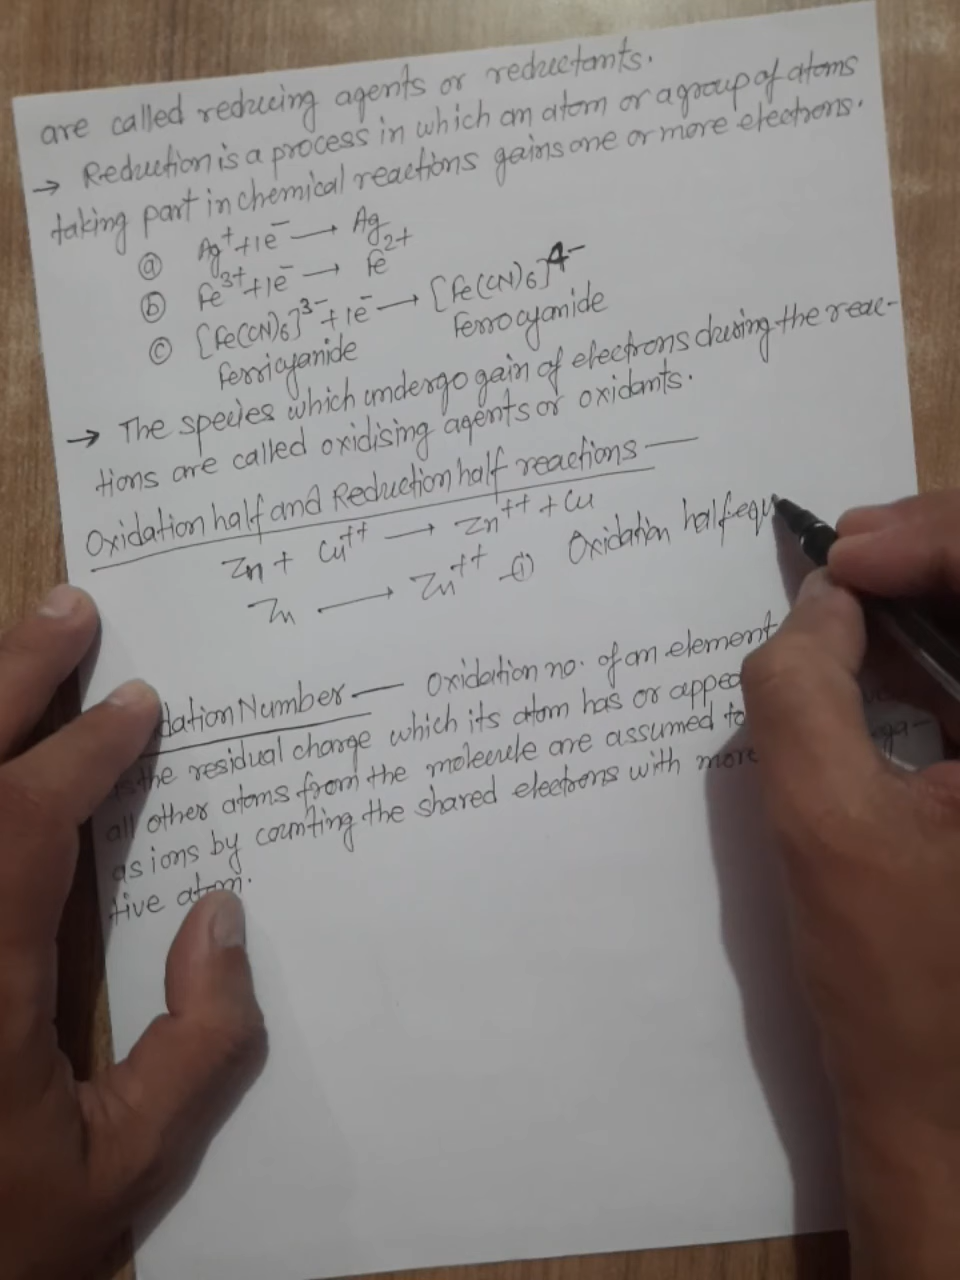 are called reducing agents or reductants.
→ Reduction is a process in which an atom or a group of atoms
taking part in chemical reactions gains one or more electrons.
ⓐ Ag⁺ + 1e⁻ → Ag
ⓑ Fe³⁺ + 1e⁻ → Fe²⁺
ⓒ [Fe(CN)₆]³⁻ + 1e⁻ → [Fe(CN)₆]⁴⁻
Ferricyanide Ferrocyanide
→ The species which undergo gain of electrons during the reac-
tions are called oxidising agents or oxidants.
Oxidation half and Reduction half reactions —
Zn + Cu⁺⁺ → Zn⁺⁺ + Cu
Zn → Zn⁺⁺ -① Oxidation half equ
dation Number — Oxidation no. of an element
is the residual charge which its atom has or appea
all other atoms from the molecule are assumed to
as ions by counting the shared electrons with more ga-
tive atom.